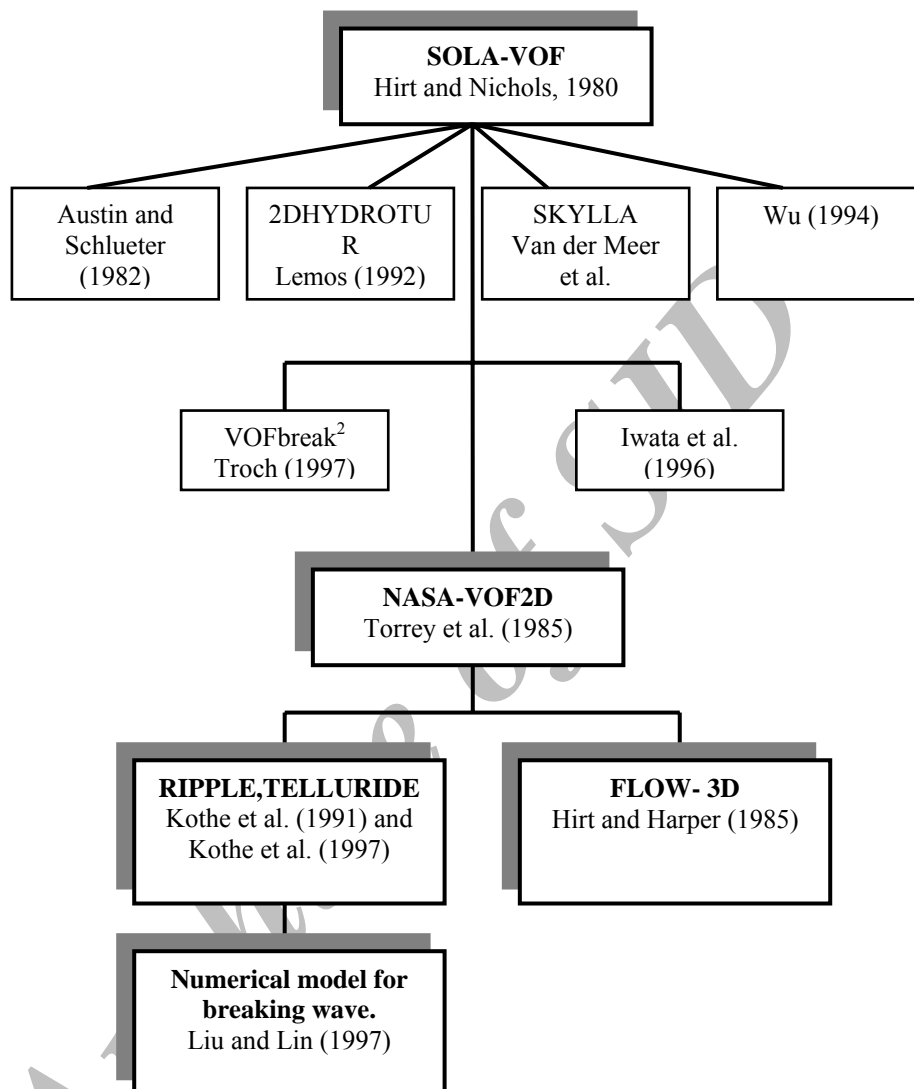 SOLA-VOF
Hirt and Nichols, 1980
Austin and
Schlueter
(1982)
2DHYDROTU
R
Lemos (1992)
SKYLLA
Van der Meer
et al.
Wu (1994)
VOFbreak²
Troch (1997)
Iwata et al.
(1996)
NASA-VOF2D
Torrey et al. (1985)
RIPPLE,TELLURIDE
Kothe et al. (1991) and
Kothe et al. (1997)
FLOW- 3D
Hirt and Harper (1985)
Numerical model for
breaking wave.
Liu and Lin (1997)
of SID